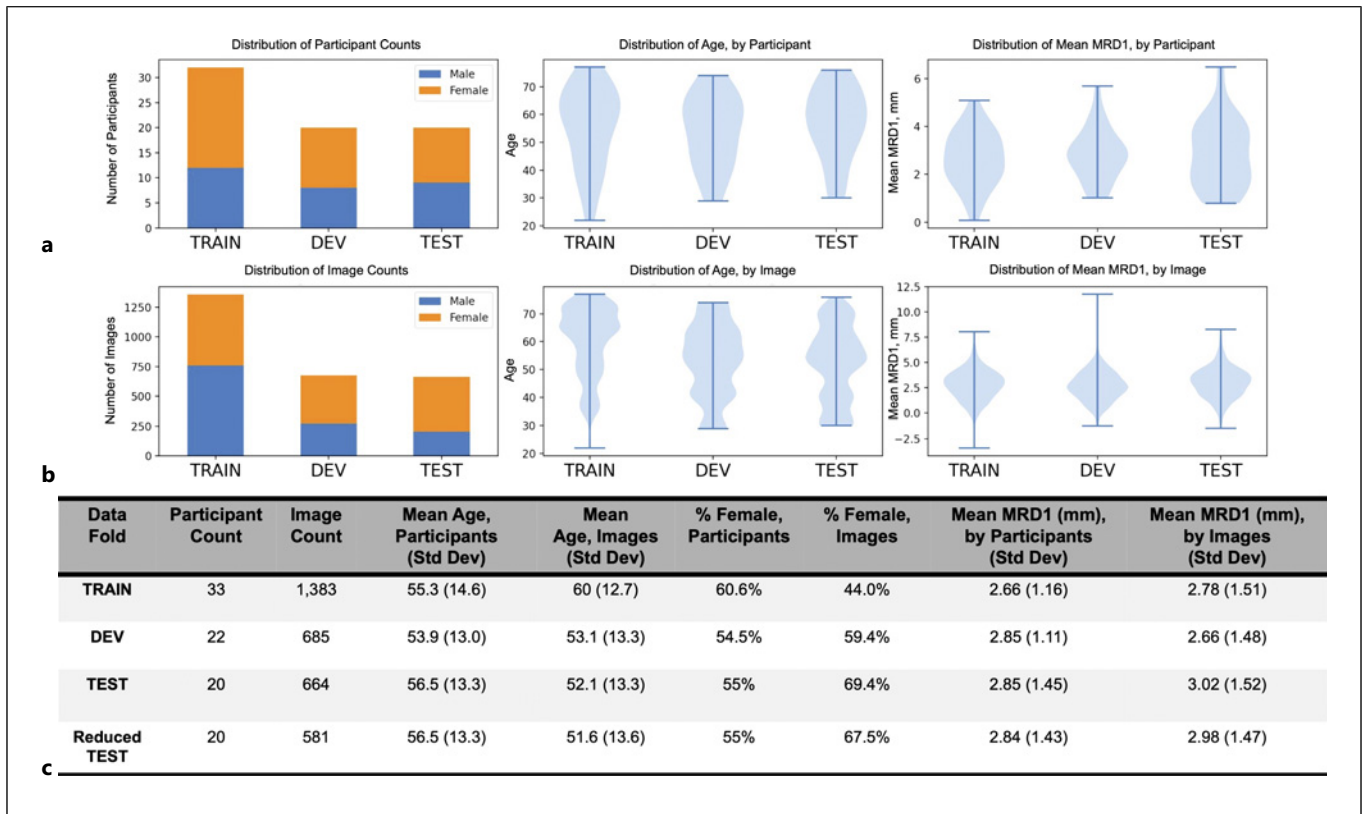 Distribution of Participant Counts
Number of Participants
30
25
20
15
10
5
0
Male
Female
TRAIN DEV TEST
Distribution of Age, by Participant
Age
70
60
50
40
30
20
TRAIN DEV TEST
Distribution of Mean MRD1, by Participant
Mean MRD1, mm
6
4
2
0
TRAIN DEV TEST
a
Distribution of Image Counts
Number of Images
1250
1000
750
500
250
0
Male
Female
TRAIN DEV TEST
Distribution of Age, by Image
Age
70
60
50
40
30
20
TRAIN DEV TEST
Distribution of Mean MRD1, by Image
Mean MRD1, mm
12.5
10.0
7.5
5.0
2.5
0.0
−2.5
TRAIN DEV TEST
b
Data Participant Image Mean Age, Mean % Female, % Female, Mean MRD1 (mm), Mean MRD1 (mm),
Fold Count Count Participants Age, Images Participants Images by Participants by Images
(Std Dev) (Std Dev) (Std Dev) (Std Dev)
TRAIN 33 1,383 55.3 (14.6) 60 (12.7) 60.6% 44.0% 2.66 (1.16) 2.78 (1.51)
DEV 22 685 53.9 (13.0) 53.1 (13.3) 54.5% 59.4% 2.85 (1.11) 2.66 (1.48)
TEST 20 664 56.5 (13.3) 52.1 (13.3) 55% 69.4% 2.85 (1.45) 3.02 (1.52)
Reduced 20 581 56.5 (13.3) 51.6 (13.6) 55% 67.5% 2.84 (1.43) 2.98 (1.47)
TEST
c